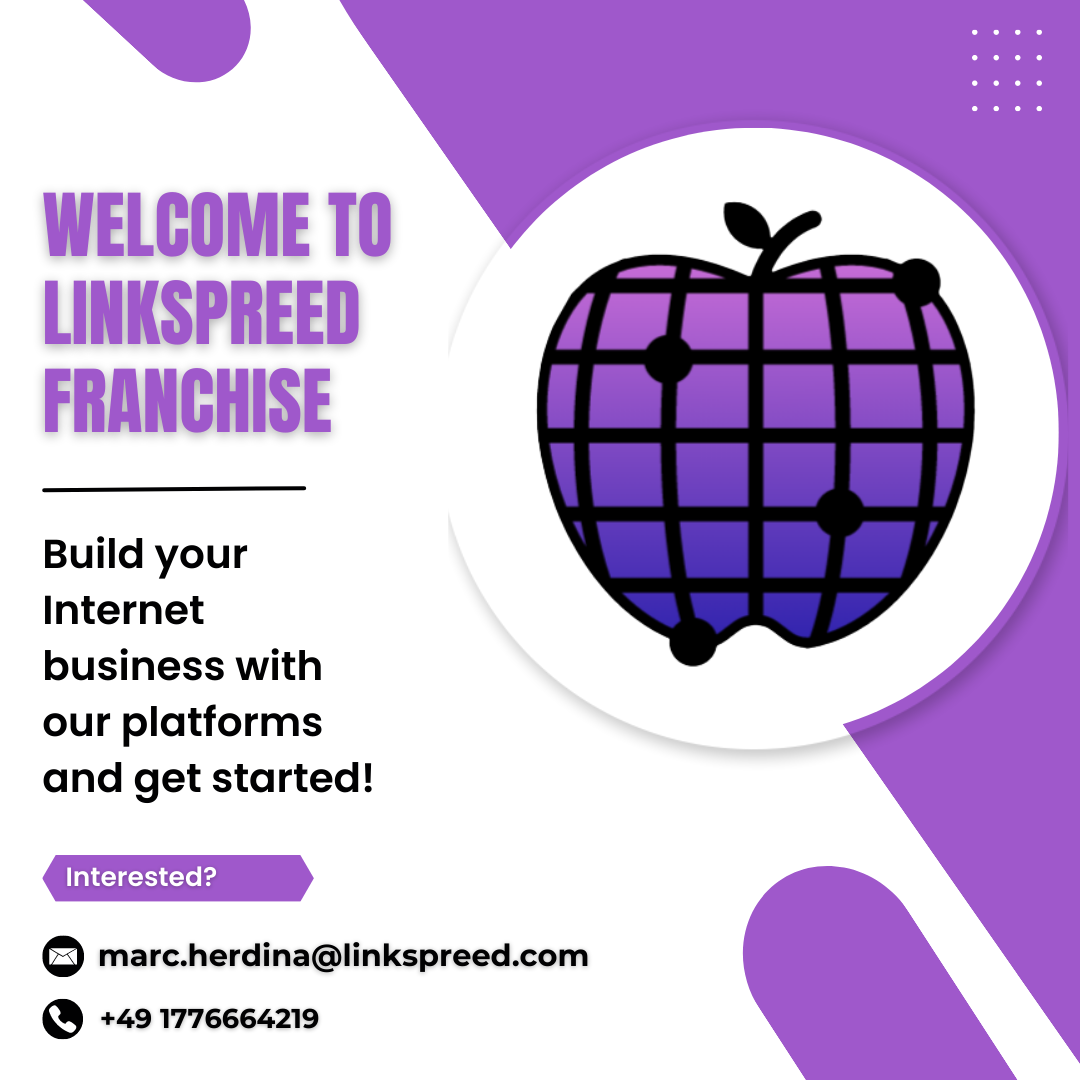 WELCOME TO
LINKSPREED
FRANCHISE
Build your
Internet
business with
our platforms
and get started!
Interested?
marc.herdina@linkspreed.com
+49 1776664219